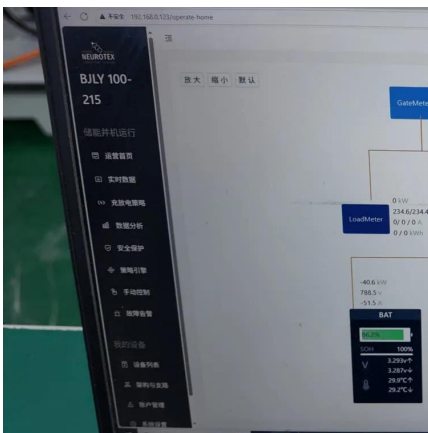 不安全 192.168.0.123/operate-home
NEUROTEX
BJLY 100-
215
储能并机运行
运营首页
实时数据
充放电策略
数据分析
安全保护
策略引擎
手动控制
故障告警
我的设备
设备列表
架构与支路
客户管理
系统设置
放大 缩小 默认
GateMete
LoadMeter
0 kW
234.6/234.4
0/ 0 / 0 A
0 / 0 kWh
-40.6 kW
788.5 v
-51.5 A
BAT
SOH 100%
V 3.293v↑
3.287v↓
29.9°C↑
29.2°C↓